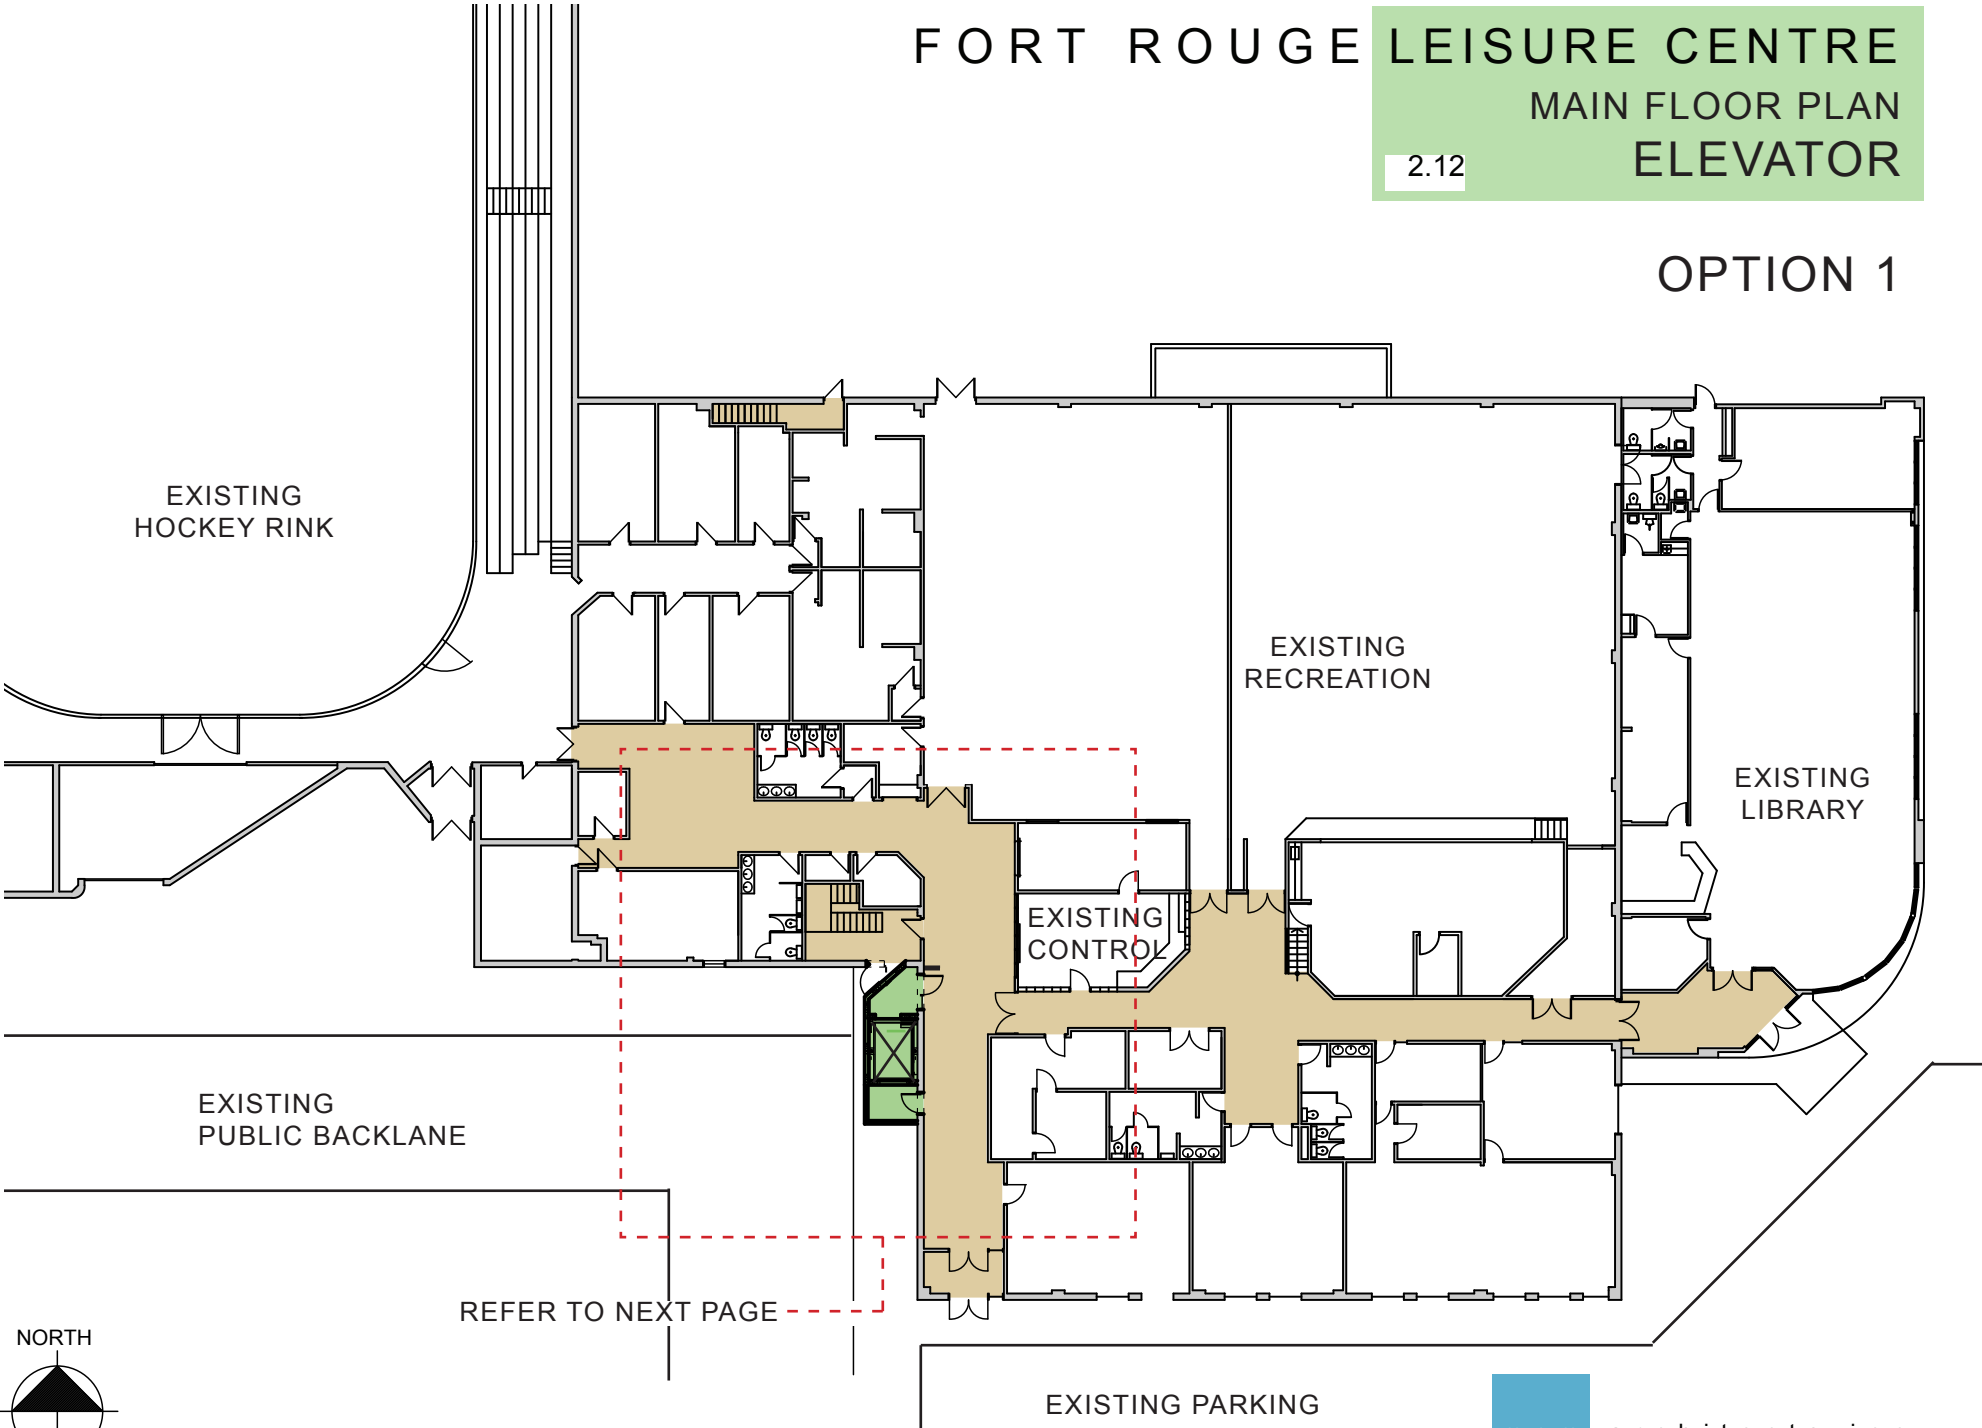 FORT ROUGE LEISURE CENTRE
MAIN FLOOR PLAN
2.12 ELEVATOR
OPTION 1
EXISTING
HOCKEY RINK
EXISTING
RECREATION
EXISTING
LIBRARY
EXISTING
CONTROL
EXISTING
PUBLIC BACKLANE
REFER TO NEXT PAGE
NORTH
EXISTING PARKING